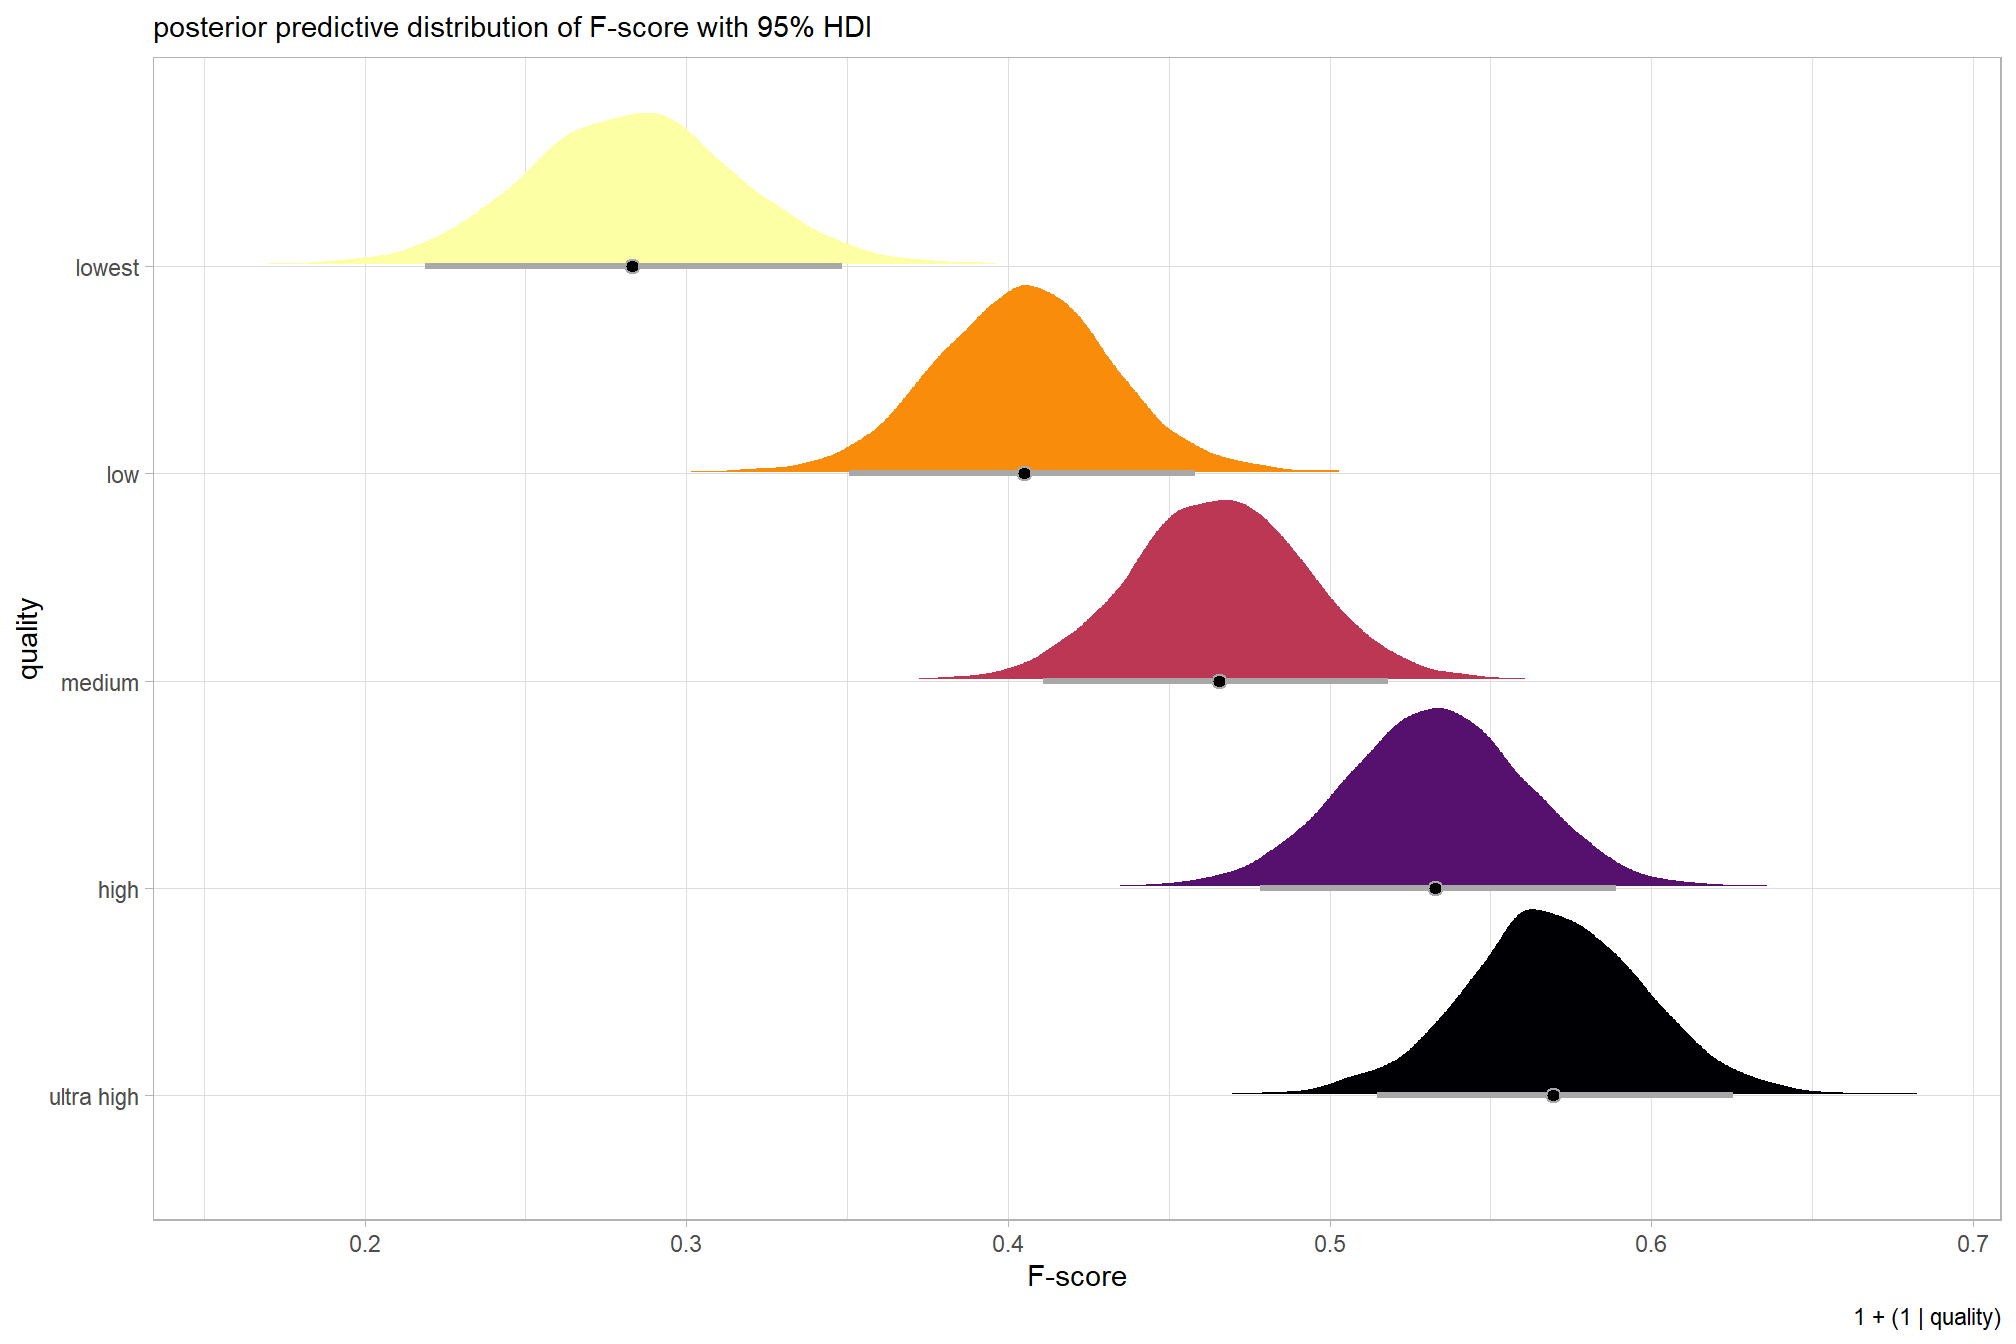 posterior predictive distribution of F-score with 95% HDI
quality
lowest
low
medium
high
ultra high
0.2 0.3 0.4 0.5 0.6 0.7
F-score
1 + (1 | quality)